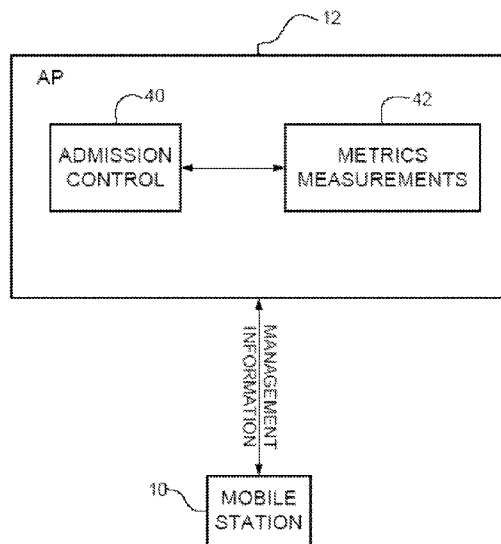 12
AP
40
42
ADMISSION
CONTROL
METRICS
MEASUREMENTS
MANAGEMENT
INFORMATION
10
MOBILE
STATION